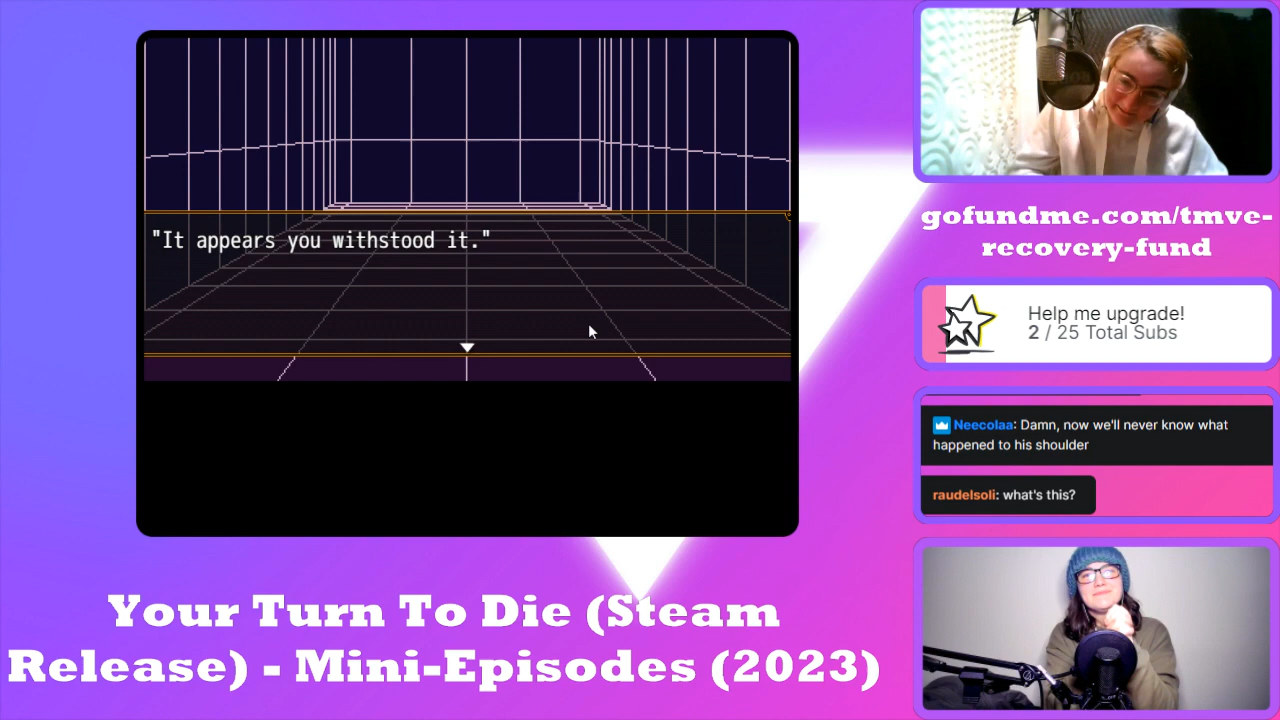 "It appears you withstood it."
gofundme.com/tmve-
recovery-fund
Help me upgrade!
2 / 25 Total Subs
Neecolaa: Damn, now we'll never know what
happened to his shoulder
raudelsoli: what's this?
Your Turn To Die (Steam
Release) - Mini-Episodes (2023)